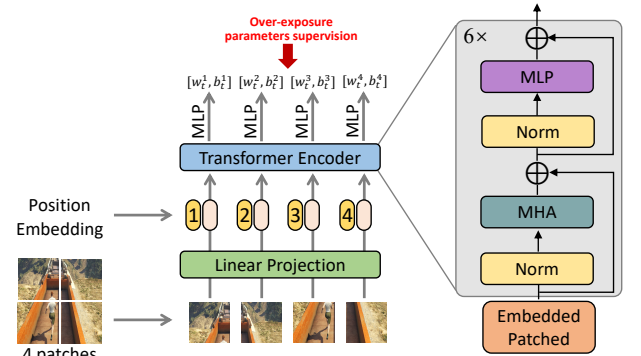 Over-exposure
parameters supervision
[w_t^1, b_t^1] [w_t^2, b_t^2] [w_t^3, b_t^3] [w_t^4, b_t^4]
MLP MLP MLP MLP
Transformer Encoder
Position
Embedding
1 2 3 4
Linear Projection
4 patches
6×
MLP
Norm
MHA
Norm
Embedded
Patched